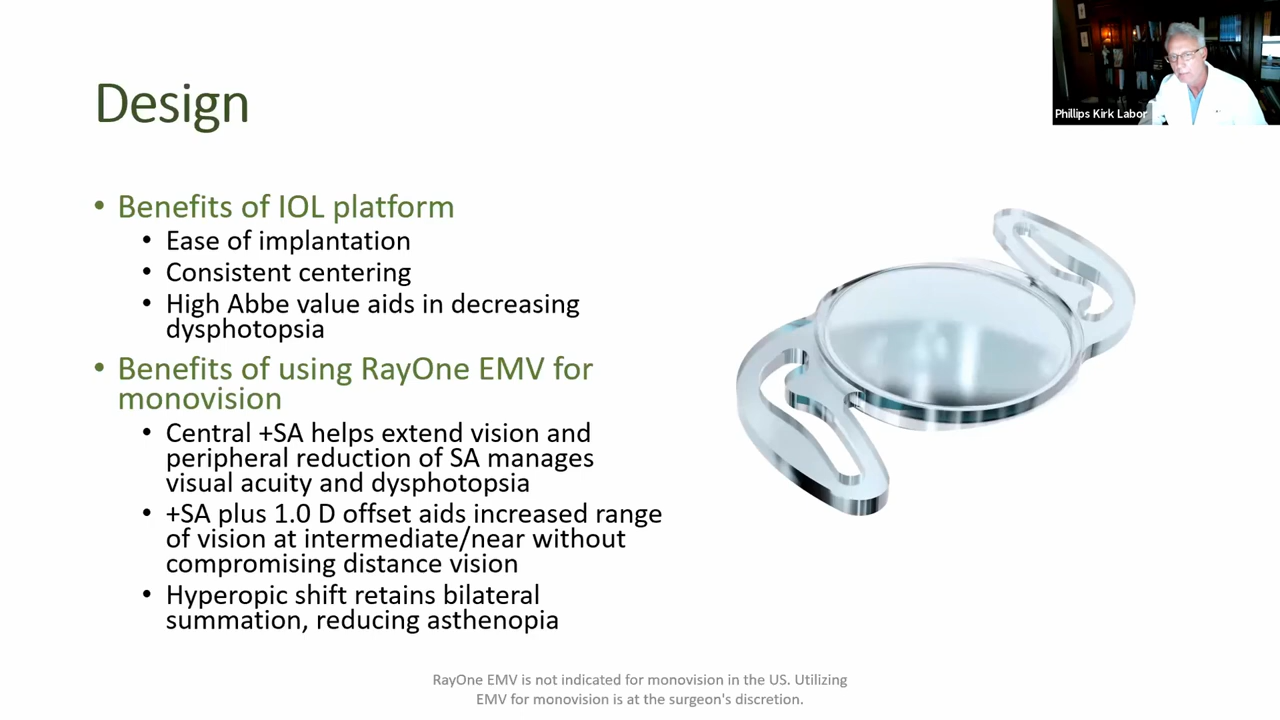 Design
• Benefits of IOL platform
• Ease of implantation
• Consistent centering
• High Abbe value aids in decreasing
dysphotopsia
• Benefits of using RayOne EMV for
monovision
• Central +SA helps extend vision and
peripheral reduction of SA manages
visual acuity and dysphotopsia
• +SA plus 1.0 D offset aids increased range
of vision at intermediate/near without
compromising distance vision
• Hyperopic shift retains bilateral
summation, reducing asthenopia
RayOne EMV is not indicated for monovision in the US. Utilizing
EMV for monovision is at the surgeon's discretion.
Phillips Kirk Labor